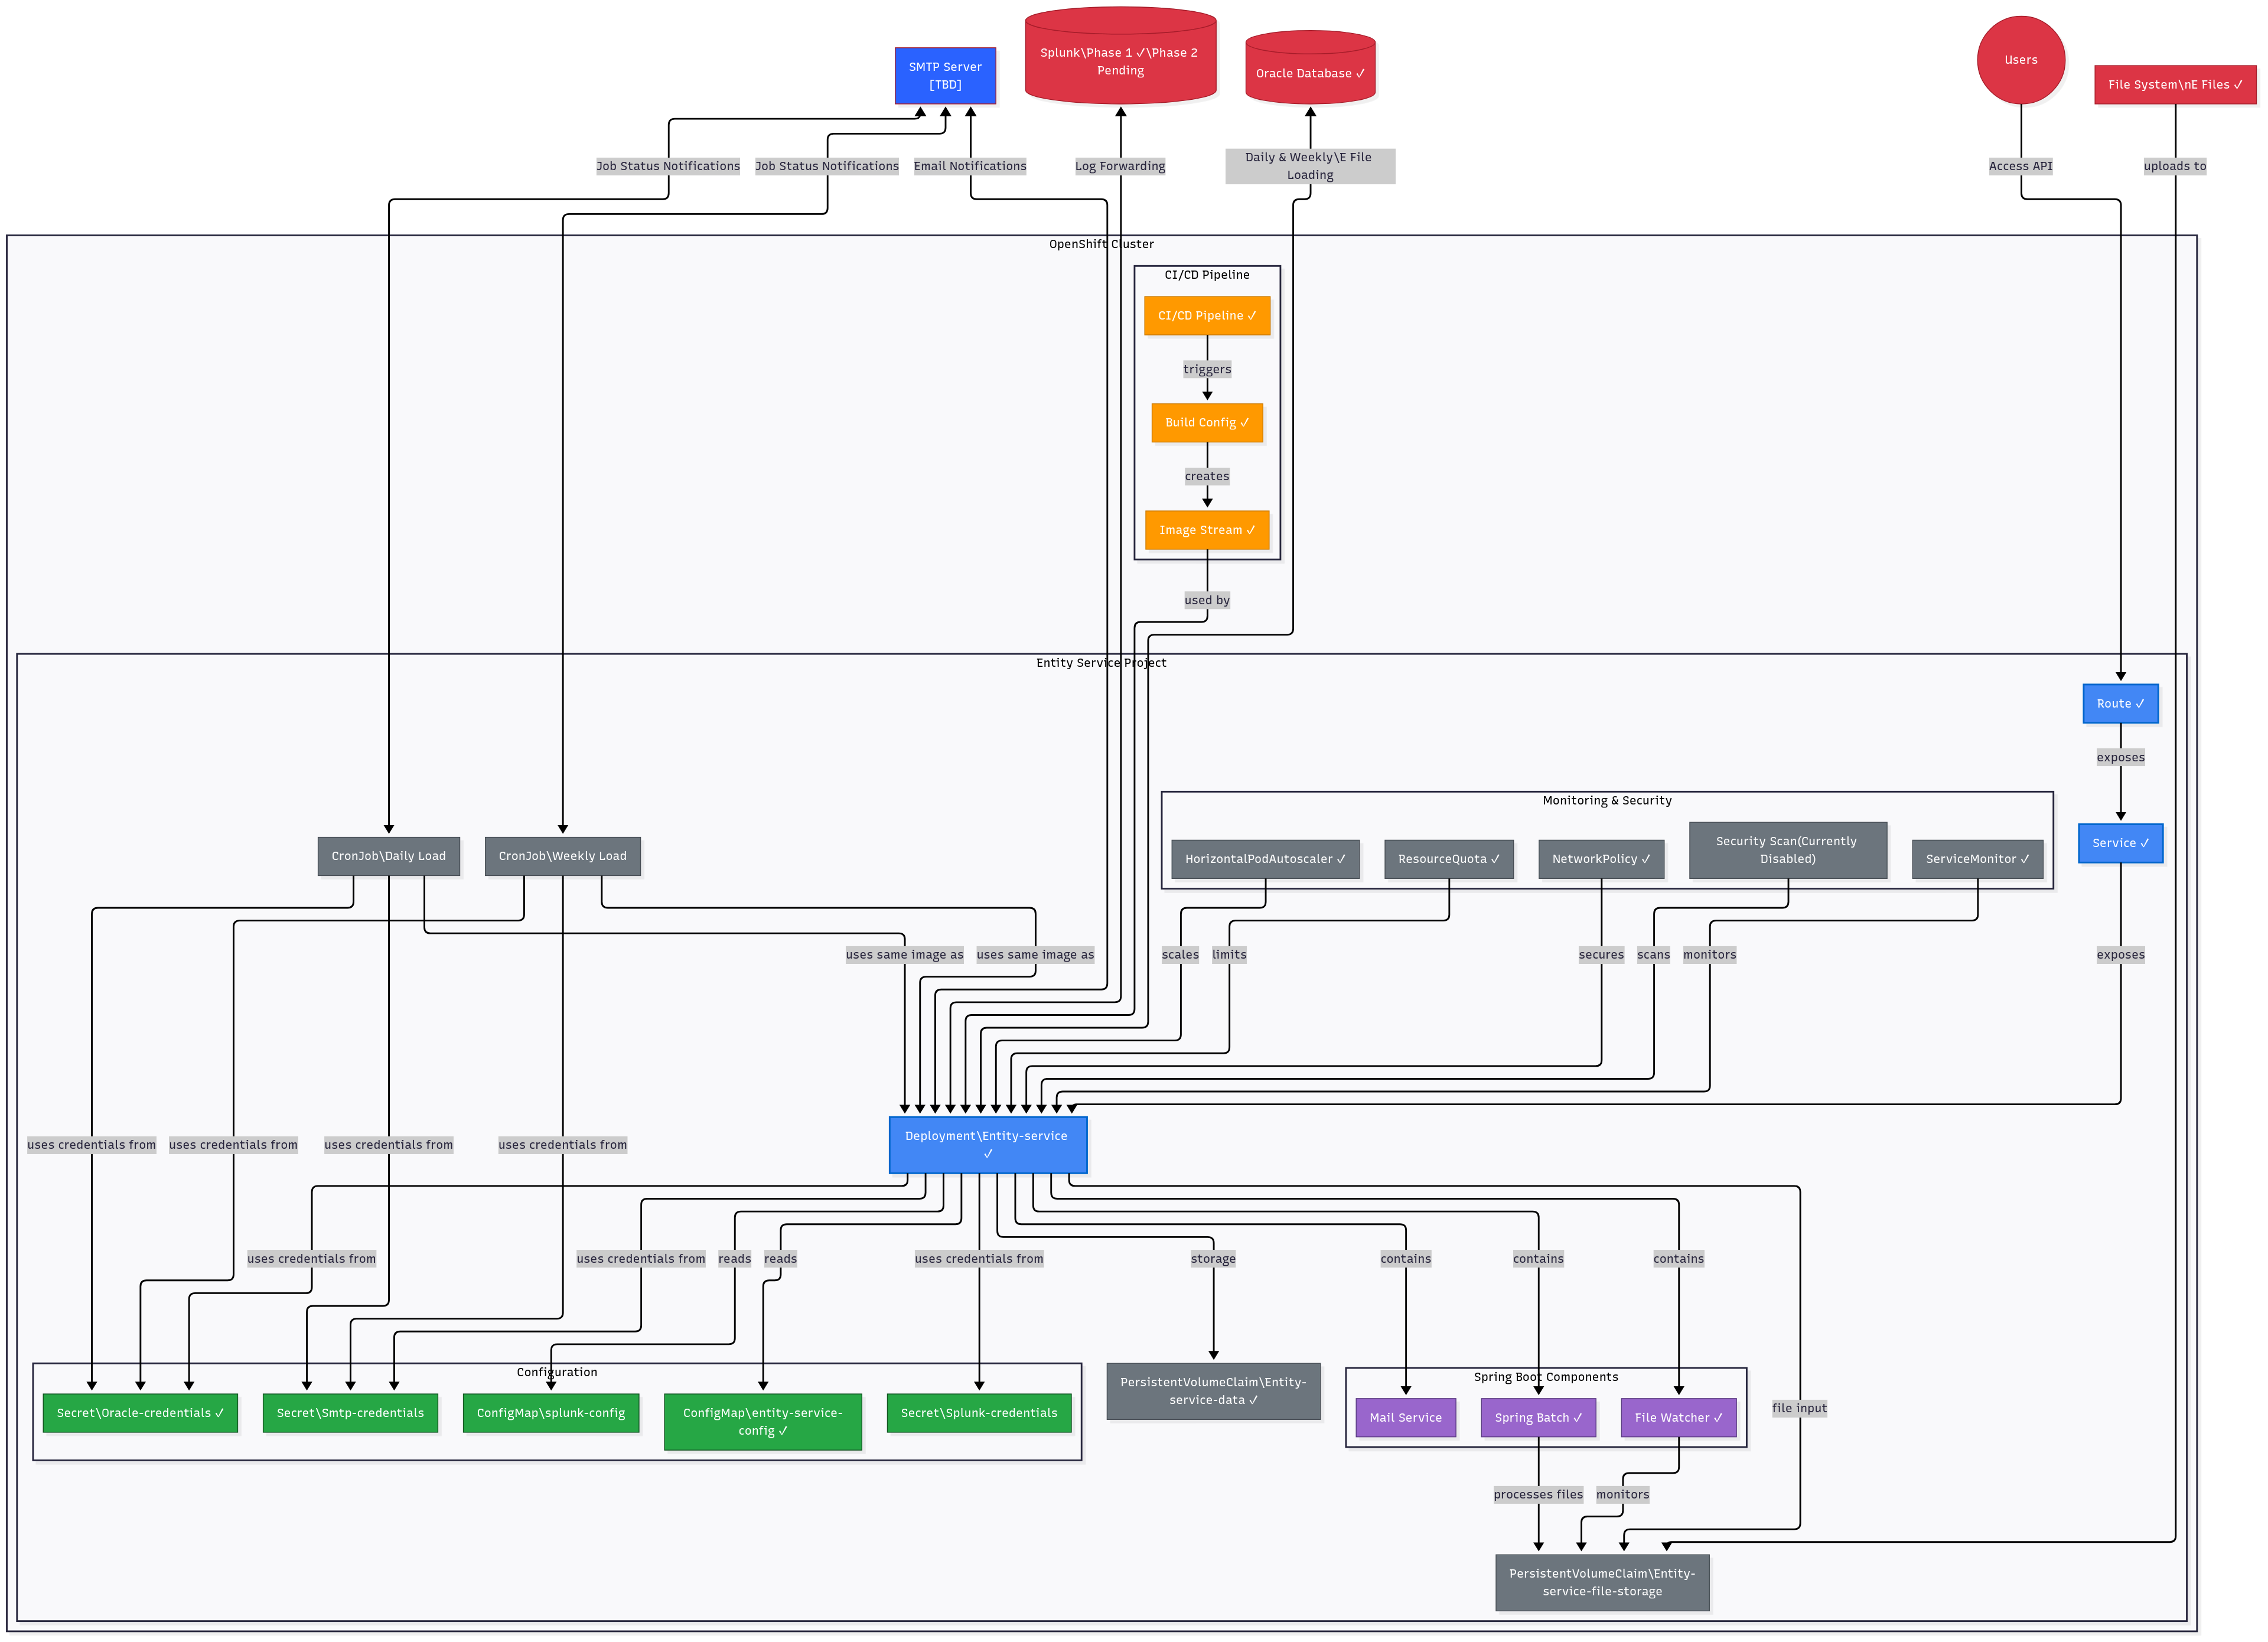 SMTP Server
[TBD]
Splunk\Phase 1 ✓\Phase 2
Pending
Oracle Database ✓
Users
File System\nE Files ✓
Job Status Notifications
Job Status Notifications
Email Notifications
Log Forwarding
Daily & Weekly\E File
Loading
Access API
uploads to
OpenShift Cluster
CI/CD Pipeline
CI/CD Pipeline ✓
triggers
Build Config ✓
creates
Image Stream ✓
used by
Entity Service Project
Route ✓
exposes
Monitoring & Security
CronJob\Daily Load
CronJob\Weekly Load
HorizontalPodAutoscaler ✓
ResourceQuota ✓
NetworkPolicy ✓
Security Scan(Currently
Disabled)
ServiceMonitor ✓
Service ✓
uses same image as
uses same image as
scales
limits
secures
scans
monitors
exposes
uses credentials from
uses credentials from
uses credentials from
uses credentials from
Deployment\Entity-service
✓
uses credentials from
uses credentials from
reads
reads
uses credentials from
storage
contains
contains
contains
Configuration
Secret\Oracle-credentials ✓
Secret\Smtp-credentials
ConfigMap\splunk-config
ConfigMap\entity-service-
config ✓
Secret\Splunk-credentials
PersistentVolumeClaim\Entity-
service-data ✓
Spring Boot Components
Mail Service
Spring Batch ✓
File Watcher ✓
file input
processes files
monitors
PersistentVolumeClaim\Entity-
service-file-storage